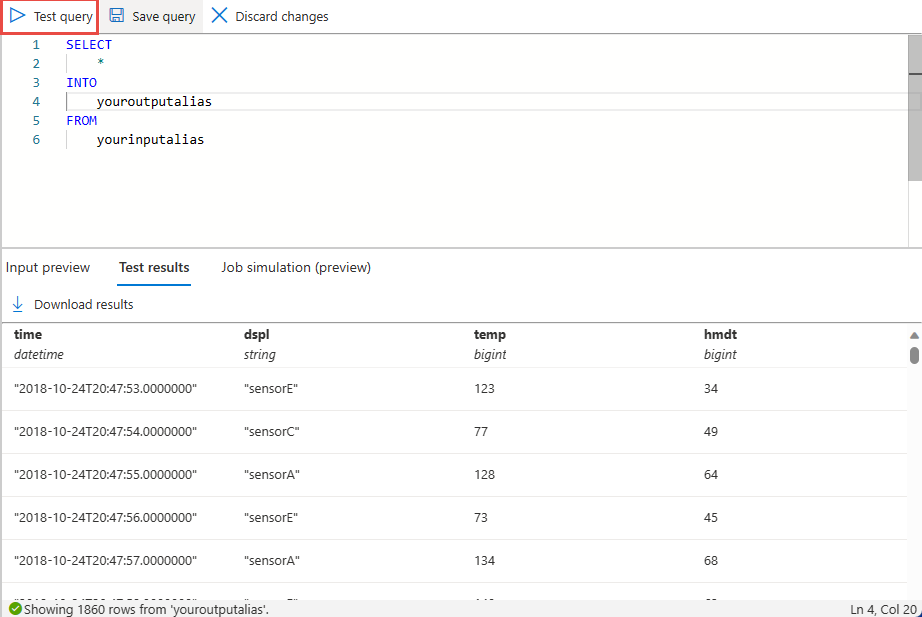 Test query Save query Discard changes
1 SELECT
2 *
3 INTO
4 youroutputalias
5 FROM
6 yourinputalias
Input preview Test results Job simulation (preview)
Download results
time dspl temp hmdt
datetime string bigint bigint
"2018-10-24T20:47:53.0000000" "sensorE" 123 34
"2018-10-24T20:47:54.0000000" "sensorC" 77 49
"2018-10-24T20:47:55.0000000" "sensorA" 128 64
"2018-10-24T20:47:56.0000000" "sensorE" 73 45
"2018-10-24T20:47:57.0000000" "sensorA" 134 68
Showing 1860 rows from 'youroutputalias'. Ln 4, Col 20